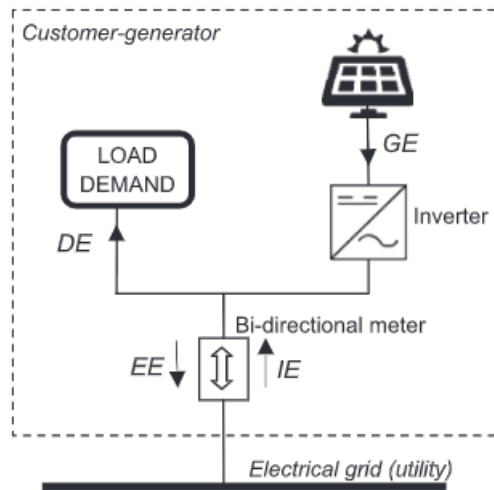 Customer-generator
GE
LOAD
DEMAND
Inverter
DE
Bi-directional meter
EE
IE
Electrical grid (utility)